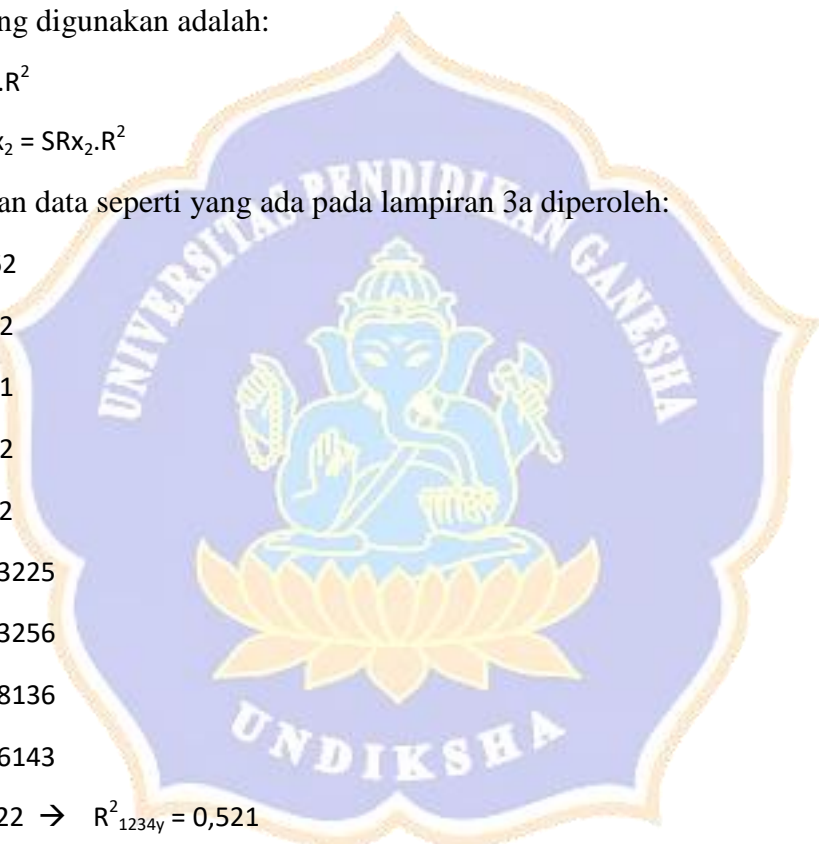 ng digunakan adalah:
.R²
x₂ = SRx₂.R²
an data seperti yang ada pada lampiran 3a diperoleh:
52
2
1
2
2
3225
3256
8136
6143
22 → R²₁₂₃₄y = 0,521
UNIVERSITAS PENDIDIKAN GANESHA
UNDIKSHA